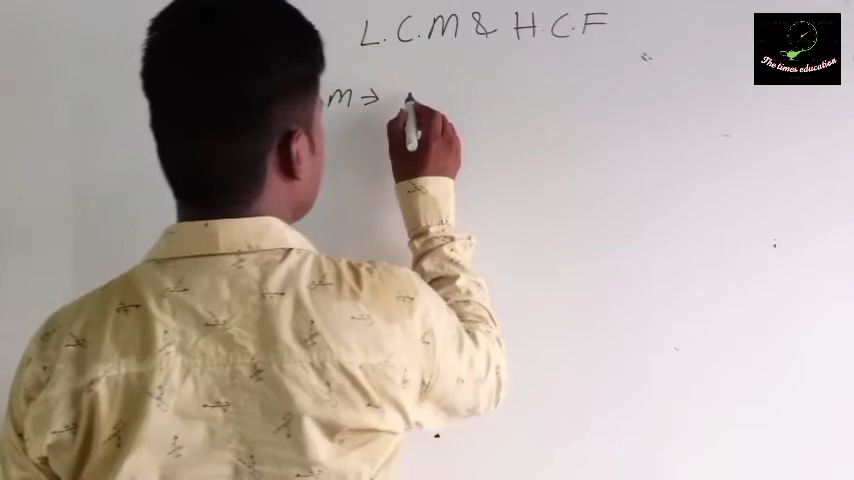 L.C.M & H.C.F
M →
The times education